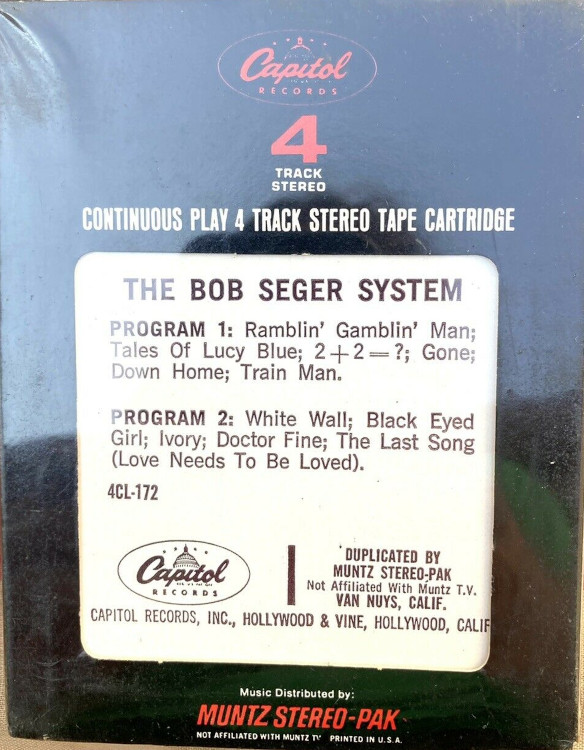 Capitol
RECORDS
4
TRACK
STEREO
CONTINUOUS PLAY 4 TRACK STEREO TAPE CARTRIDGE
THE BOB SEGER SYSTEM
PROGRAM 1: Ramblin' Gamblin' Man;
Tales Of Lucy Blue; 2+2=?; Gone;
Down Home; Train Man.
PROGRAM 2: White Wall; Black Eyed
Girl; Ivory; Doctor Fine; The Last Song
(Love Needs To Be Loved).
4CL-172
Capitol
RECORDS
DUPLICATED BY
MUNTZ STEREO-PAK
Not Affiliated With Muntz T.V.
VAN NUYS, CALIF.
CAPITOL RECORDS, INC., HOLLYWOOD & VINE, HOLLYWOOD, CALIF
Music Distributed by:
MUNTZ STEREO-PAK
NOT AFFILIATED WITH MUNTZ TV PRINTED IN U.S.A.